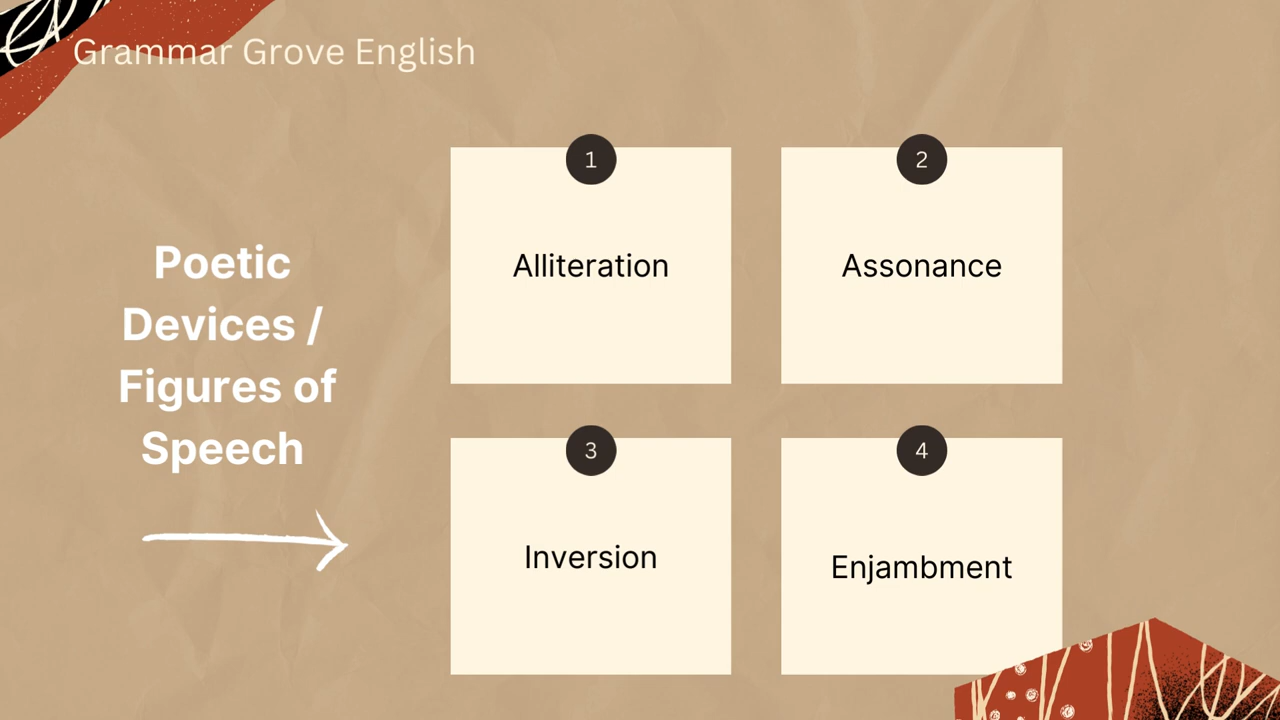 Grammar Grove English
Poetic
Devices /
Figures of
Speech
1
Alliteration
2
Assonance
3
Inversion
4
Enjambment